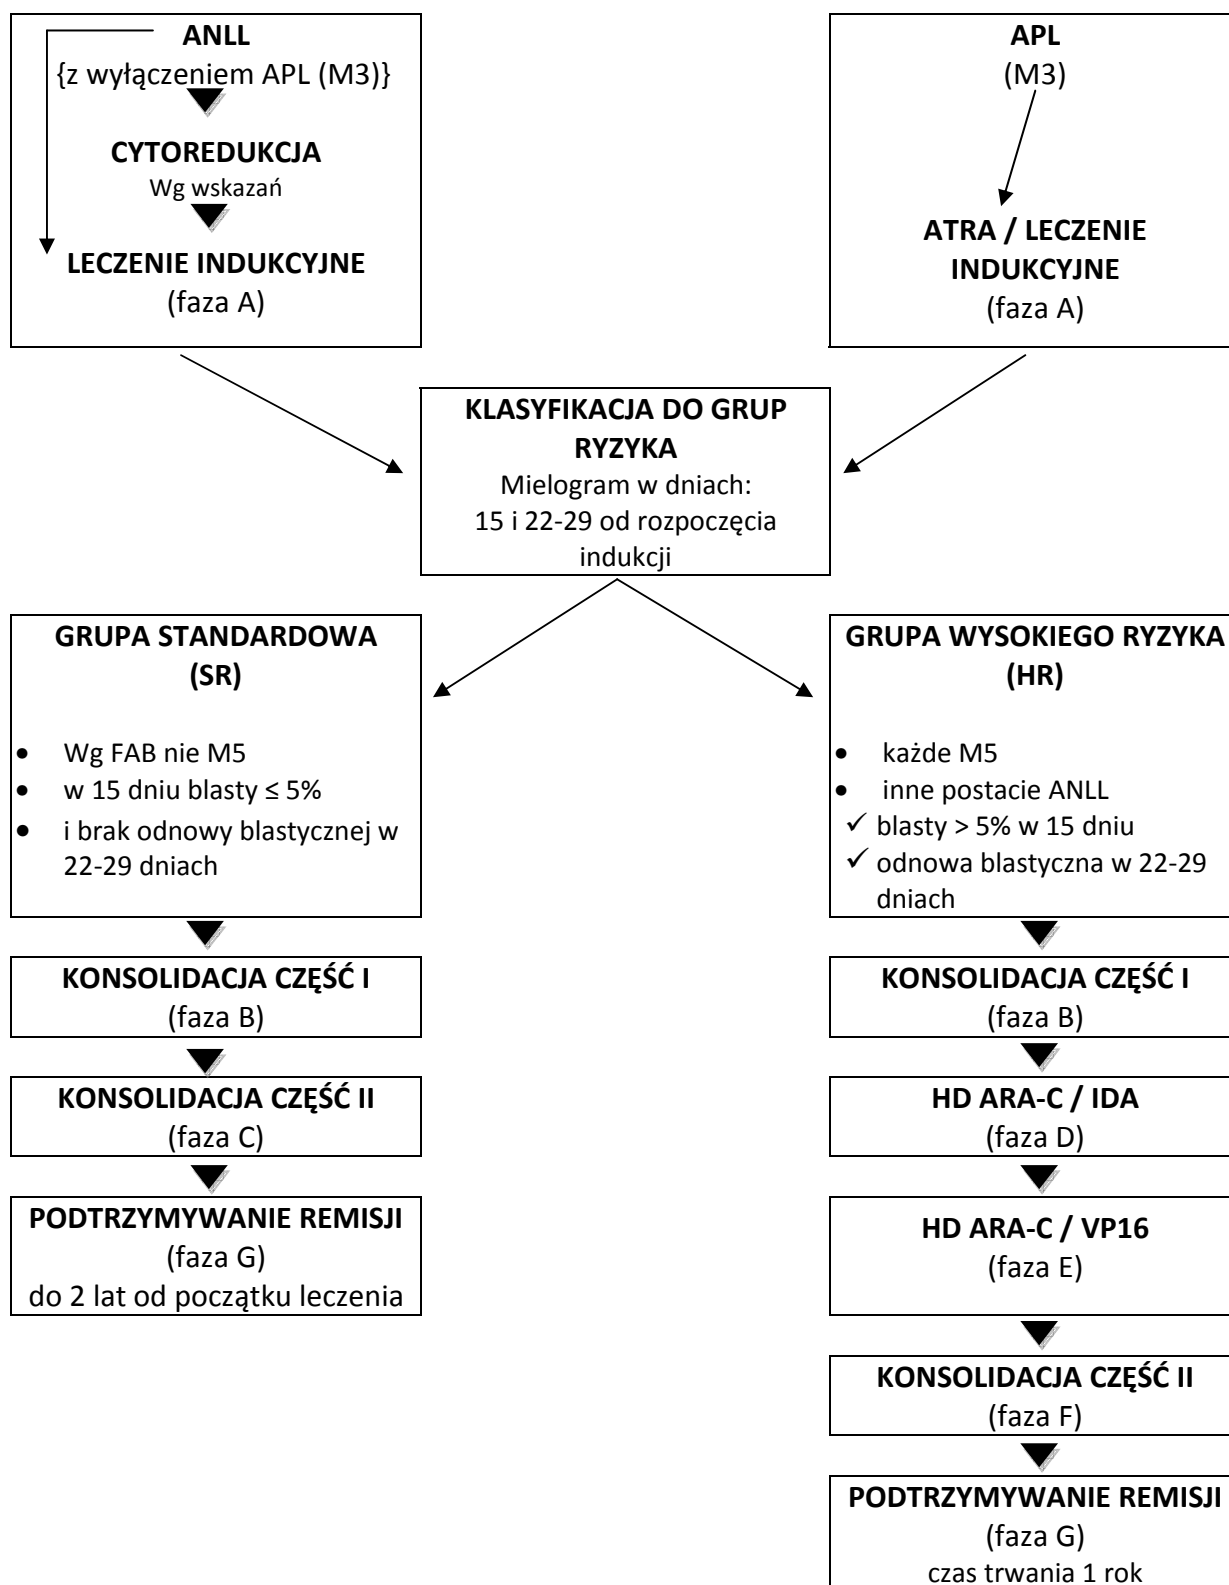 ANLL
{z wyłączeniem APL (M3)}
CYTOREDUKCJA
Wg wskazań
LECZENIE INDUKCYJNE
(faza A)
APL
(M3)
ATRA / LECZENIE
INDUKCYJNE
(faza A)
KLASYFIKACJA DO GRUP
RYZYKA
Mielogram w dniach:
15 i 22-29 od rozpoczęcia
indukcji
GRUPA STANDARDOWA
(SR)
• Wg FAB nie M5
• w 15 dniu blasty ≤ 5%
• i brak odnowy blastycznej w
22-29 dniach
KONSOLIDACJA CZĘŚĆ I
(faza B)
KONSOLIDACJA CZĘŚĆ II
(faza C)
PODTRZYMYWANIE REMISJI
(faza G)
do 2 lat od początku leczenia
GRUPA WYSOKIEGO RYZYKA
(HR)
• każde M5
• inne postacie ANLL
✓ blasty > 5% w 15 dniu
✓ odnowa blastyczna w 22-29
dniach
KONSOLIDACJA CZĘŚĆ I
(faza B)
HD ARA-C / IDA
(faza D)
HD ARA-C / VP16
(faza E)
KONSOLIDACJA CZĘŚĆ II
(faza F)
PODTRZYMYWANIE REMISJI
(faza G)
czas trwania 1 rok